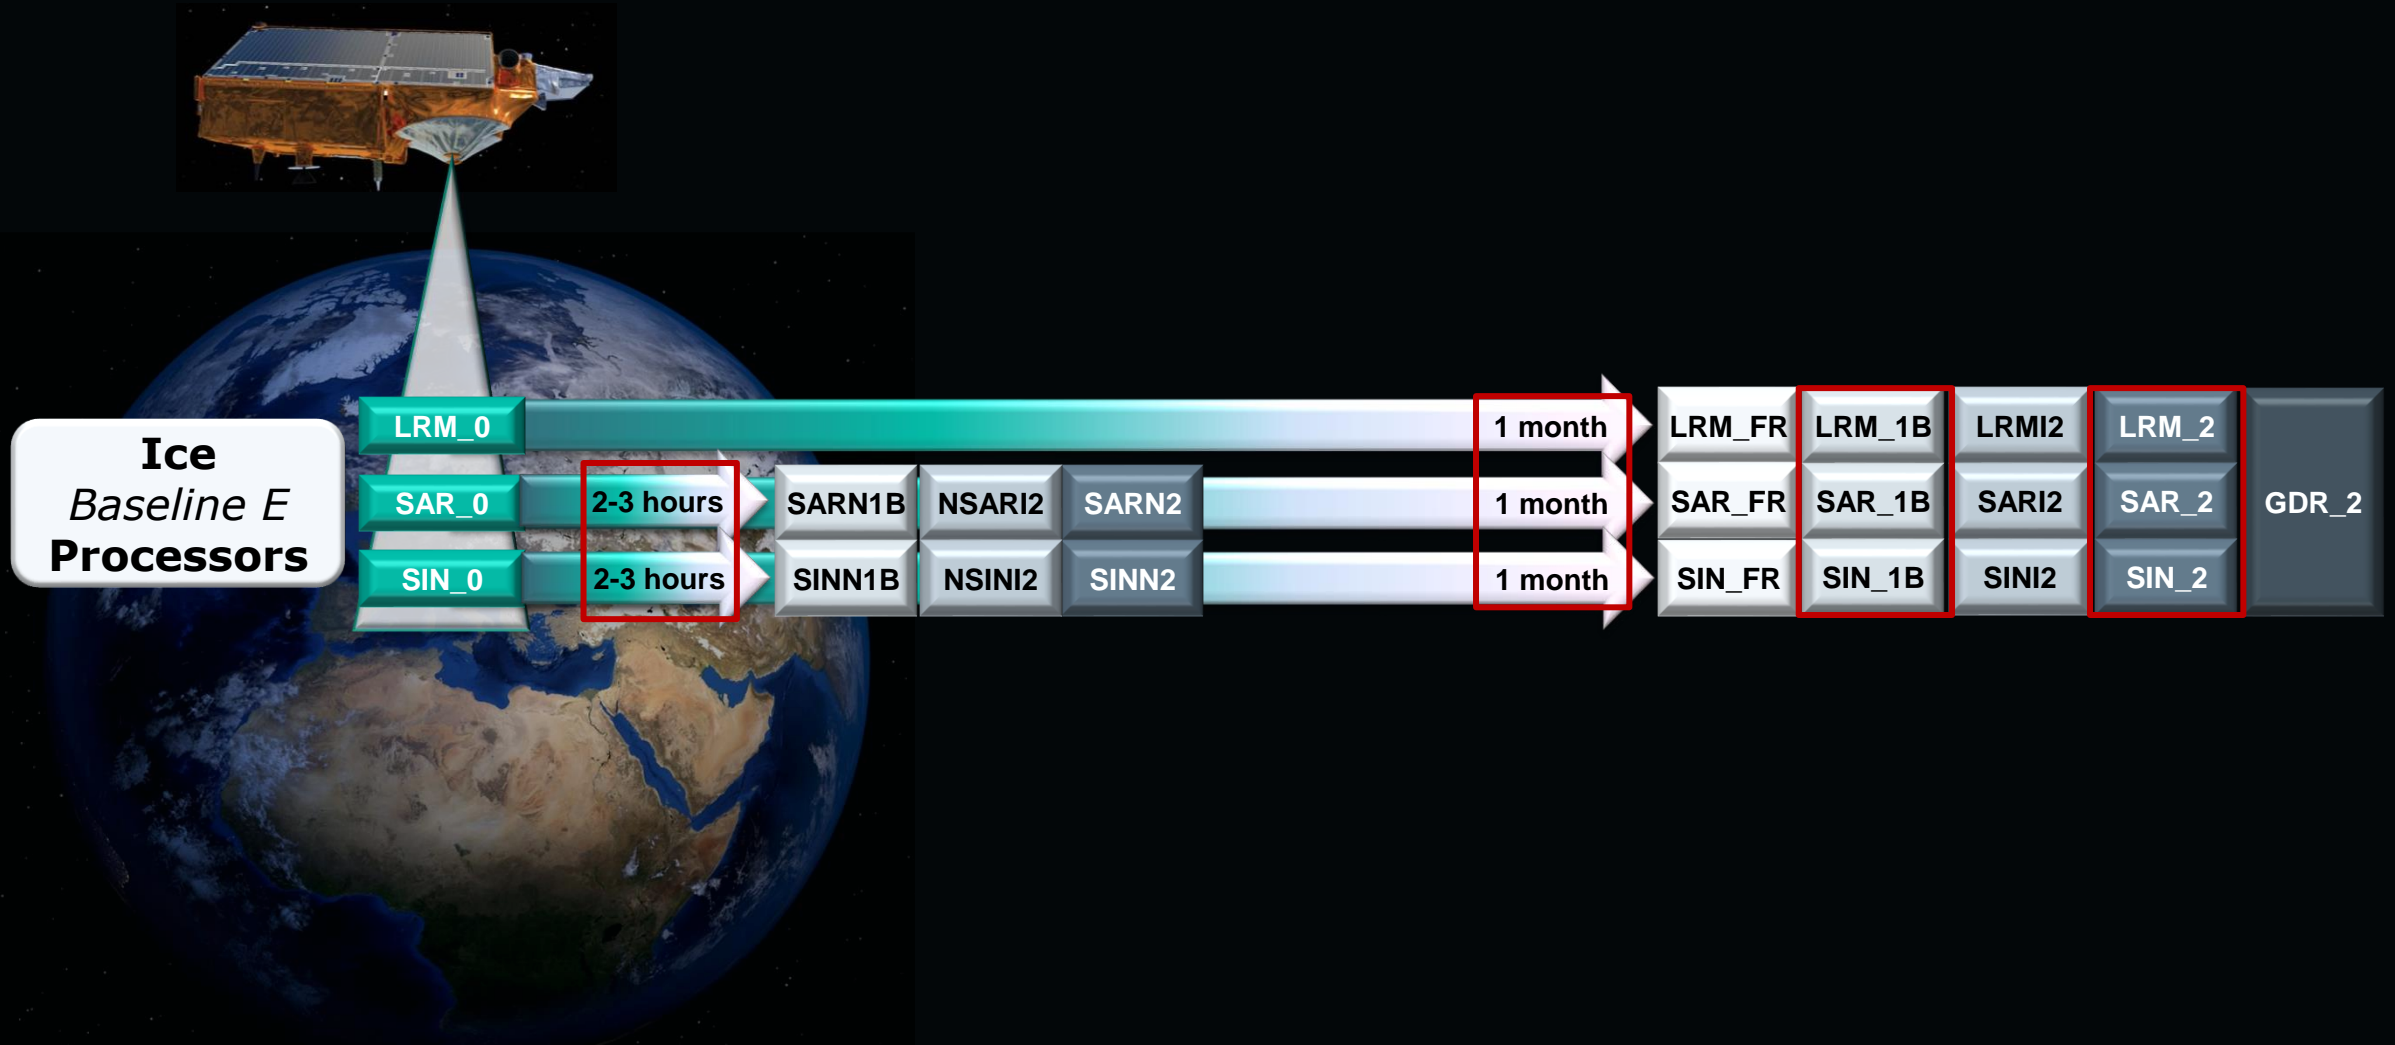 Ice
Baseline E
Processors
LRM_0
1 month
LRM_FR
LRM_1B
LRMI2
LRM_2
SAR_0
2-3 hours
SARN1B
NSARI2
SARN2
1 month
SAR_FR
SAR_1B
SARI2
SAR_2
GDR_2
SIN_0
2-3 hours
SINN1B
NSINI2
SINN2
1 month
SIN_FR
SIN_1B
SINI2
SIN_2